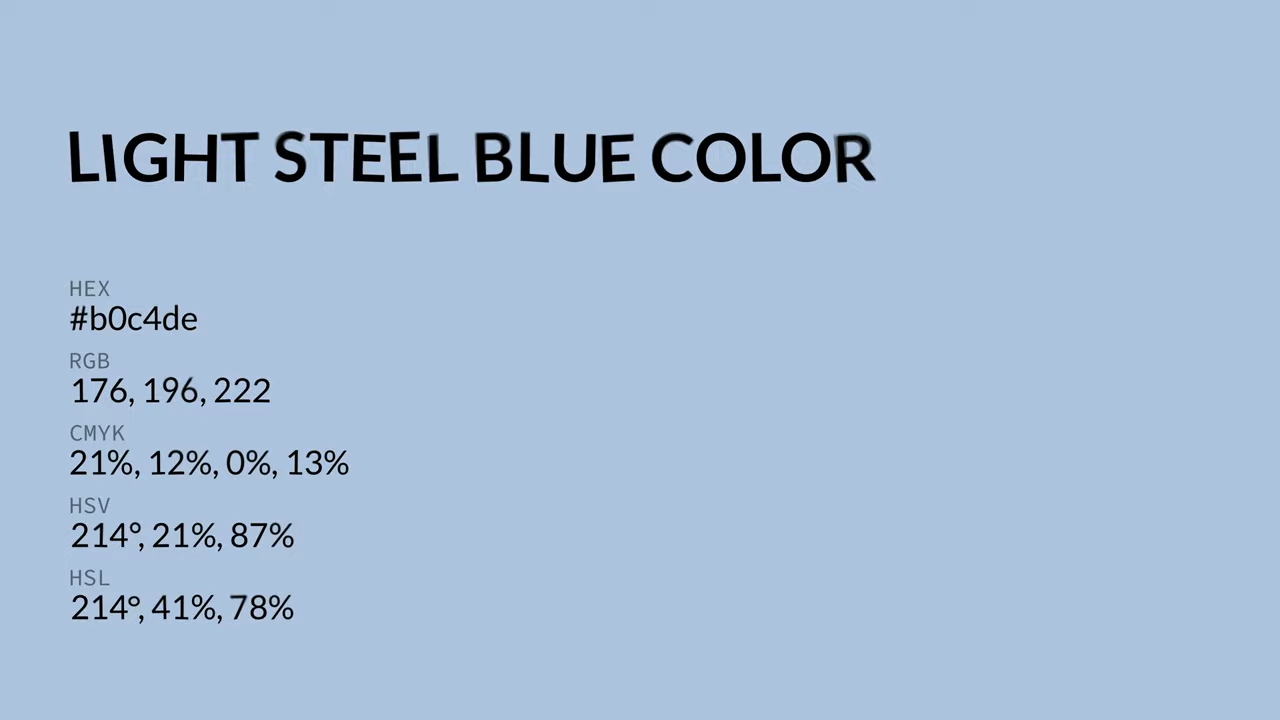 LIGHT STEEL BLUE COLOR
HEX
#b0c4de
RGB
176, 196, 222
CMYK
21%, 12%, 0%, 13%
HSV
214°, 21%, 87%
HSL
214°, 41%, 78%